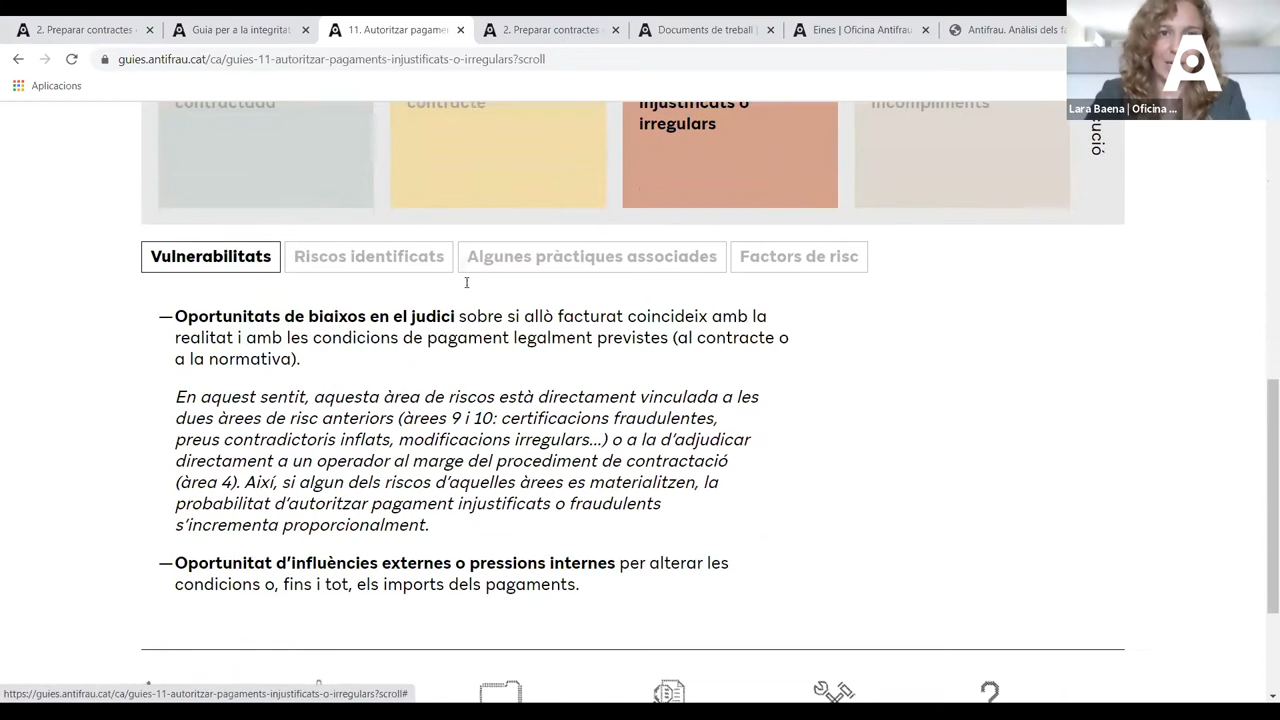 2. Preparar contractes
Guia per a la integritat
11. Autoritzar pagame
2. Preparar contractes
Documents de treball
Eines | Oficina Antifrau
Antifrau. Anàlisi dels fa
guies.antifrau.cat/ca/guies-11-autoritzar-pagaments-injustificats-o-irregulars?scroll
Aplicacions
Lara Baena | Oficina ...
contractada
contracte
injustificats o
irregulars
incompliments
cució
Vulnerabilitats
Riscos identificats
Algunes pràctiques associades
Factors de risc
—Oportunitats de biaixos en el judici sobre si allò facturat coincideix amb la
realitat i amb les condicions de pagament legalment previstes (al contracte o
a la normativa).
En aquest sentit, aquesta àrea de riscos està directament vinculada a les
dues àrees de risc anteriors (àrees 9 i 10: certificacions fraudulentes,
preus contradictoris inflats, modificacions irregulars...) o a la d’adjudicar
directament a un operador al marge del procediment de contractació
(àrea 4). Així, si algun dels riscos d’aquelles àrees es materialitzen, la
probabilitat d’autoritzar pagament injustificats o fraudulents
s’incrementa proporcionalment.
—Oportunitat d’influències externes o pressions internes per alterar les
condicions o, fins i tot, els imports dels pagaments.
https://guies.antifrau.cat/ca/guies-11-autoritzar-pagaments-injustificats-o-irregulars?scroll#